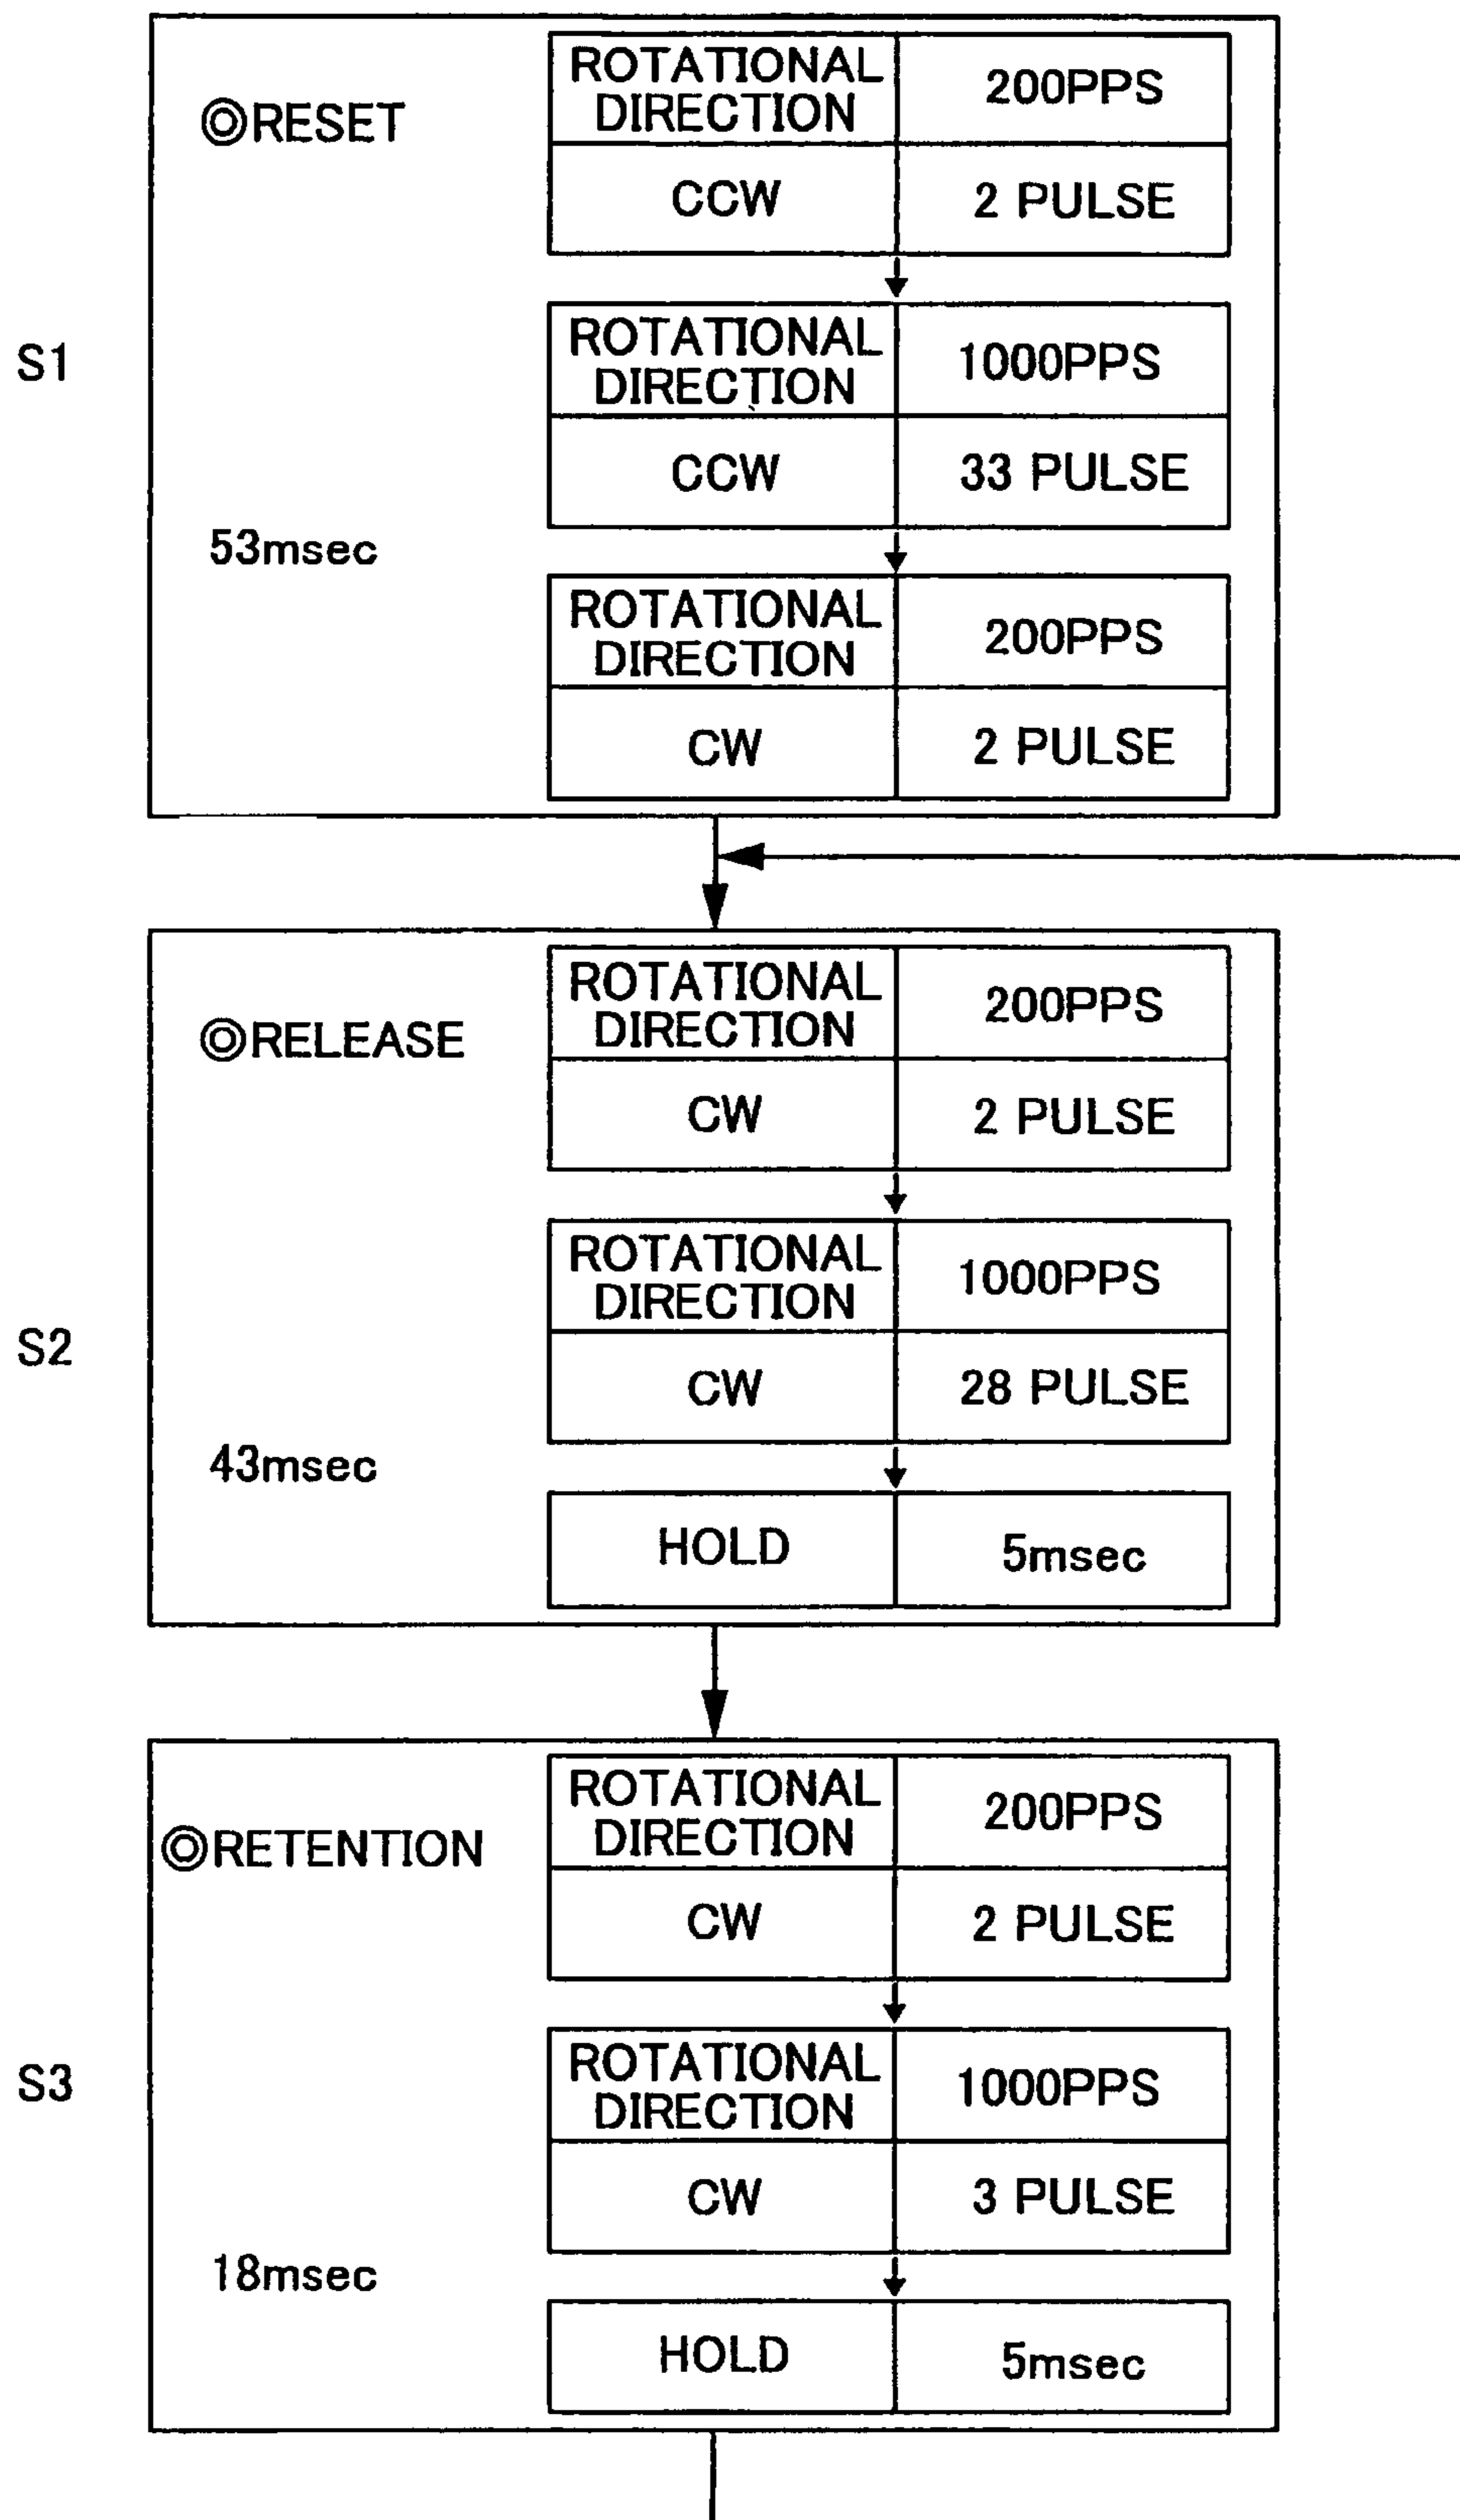 ◎RESET
ROTATIONAL
DIRECTION
200PPS
CCW
2 PULSE
S1
ROTATIONAL
DIRECTION
1000PPS
CCW
33 PULSE
53msec
ROTATIONAL
DIRECTION
200PPS
CW
2 PULSE
◎RELEASE
ROTATIONAL
DIRECTION
200PPS
CW
2 PULSE
S2
ROTATIONAL
DIRECTION
1000PPS
CW
28 PULSE
43msec
HOLD
5msec
◎RETENTION
ROTATIONAL
DIRECTION
200PPS
CW
2 PULSE
S3
ROTATIONAL
DIRECTION
1000PPS
CW
3 PULSE
18msec
HOLD
5msec